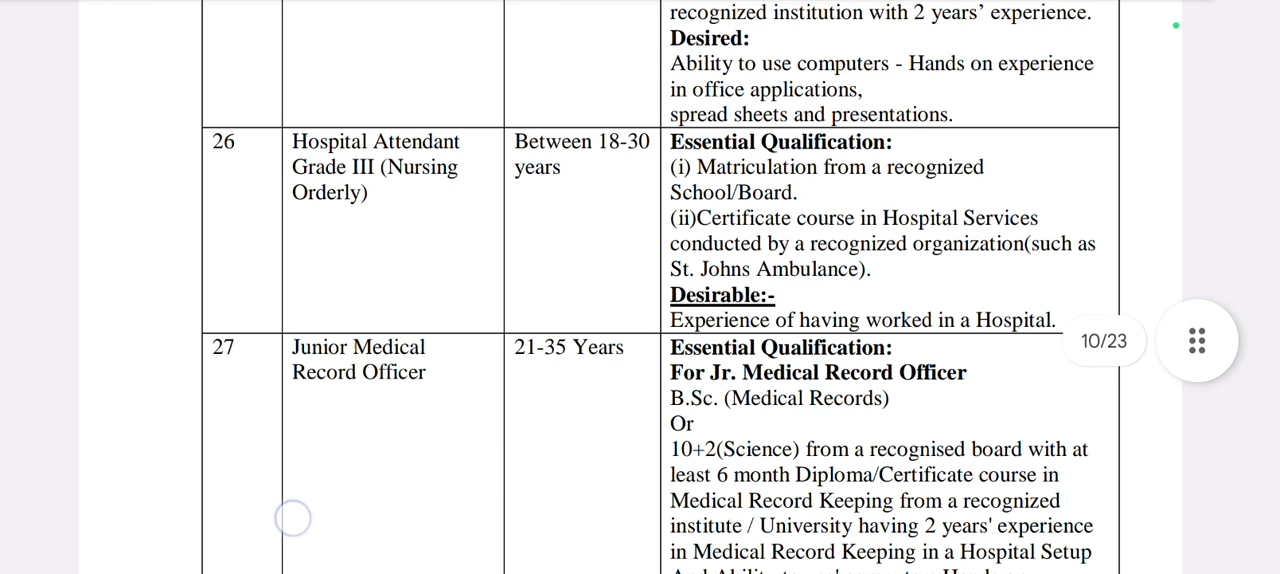 recognized institution with 2 years’ experience.
Desired:
Ability to use computers - Hands on experience
in office applications,
spread sheets and presentations.
26
Hospital Attendant
Grade III (Nursing
Orderly)
Between 18-30
years
Essential Qualification:
(i) Matriculation from a recognized
School/Board.
(ii)Certificate course in Hospital Services
conducted by a recognized organization(such as
St. Johns Ambulance).
Desirable:-
Experience of having worked in a Hospital.
27
Junior Medical
Record Officer
21-35 Years
Essential Qualification:
For Jr. Medical Record Officer
B.Sc. (Medical Records)
Or
10+2(Science) from a recognised board with at
least 6 month Diploma/Certificate course in
Medical Record Keeping from a recognized
institute / University having 2 years' experience
in Medical Record Keeping in a Hospital Setup
10/23